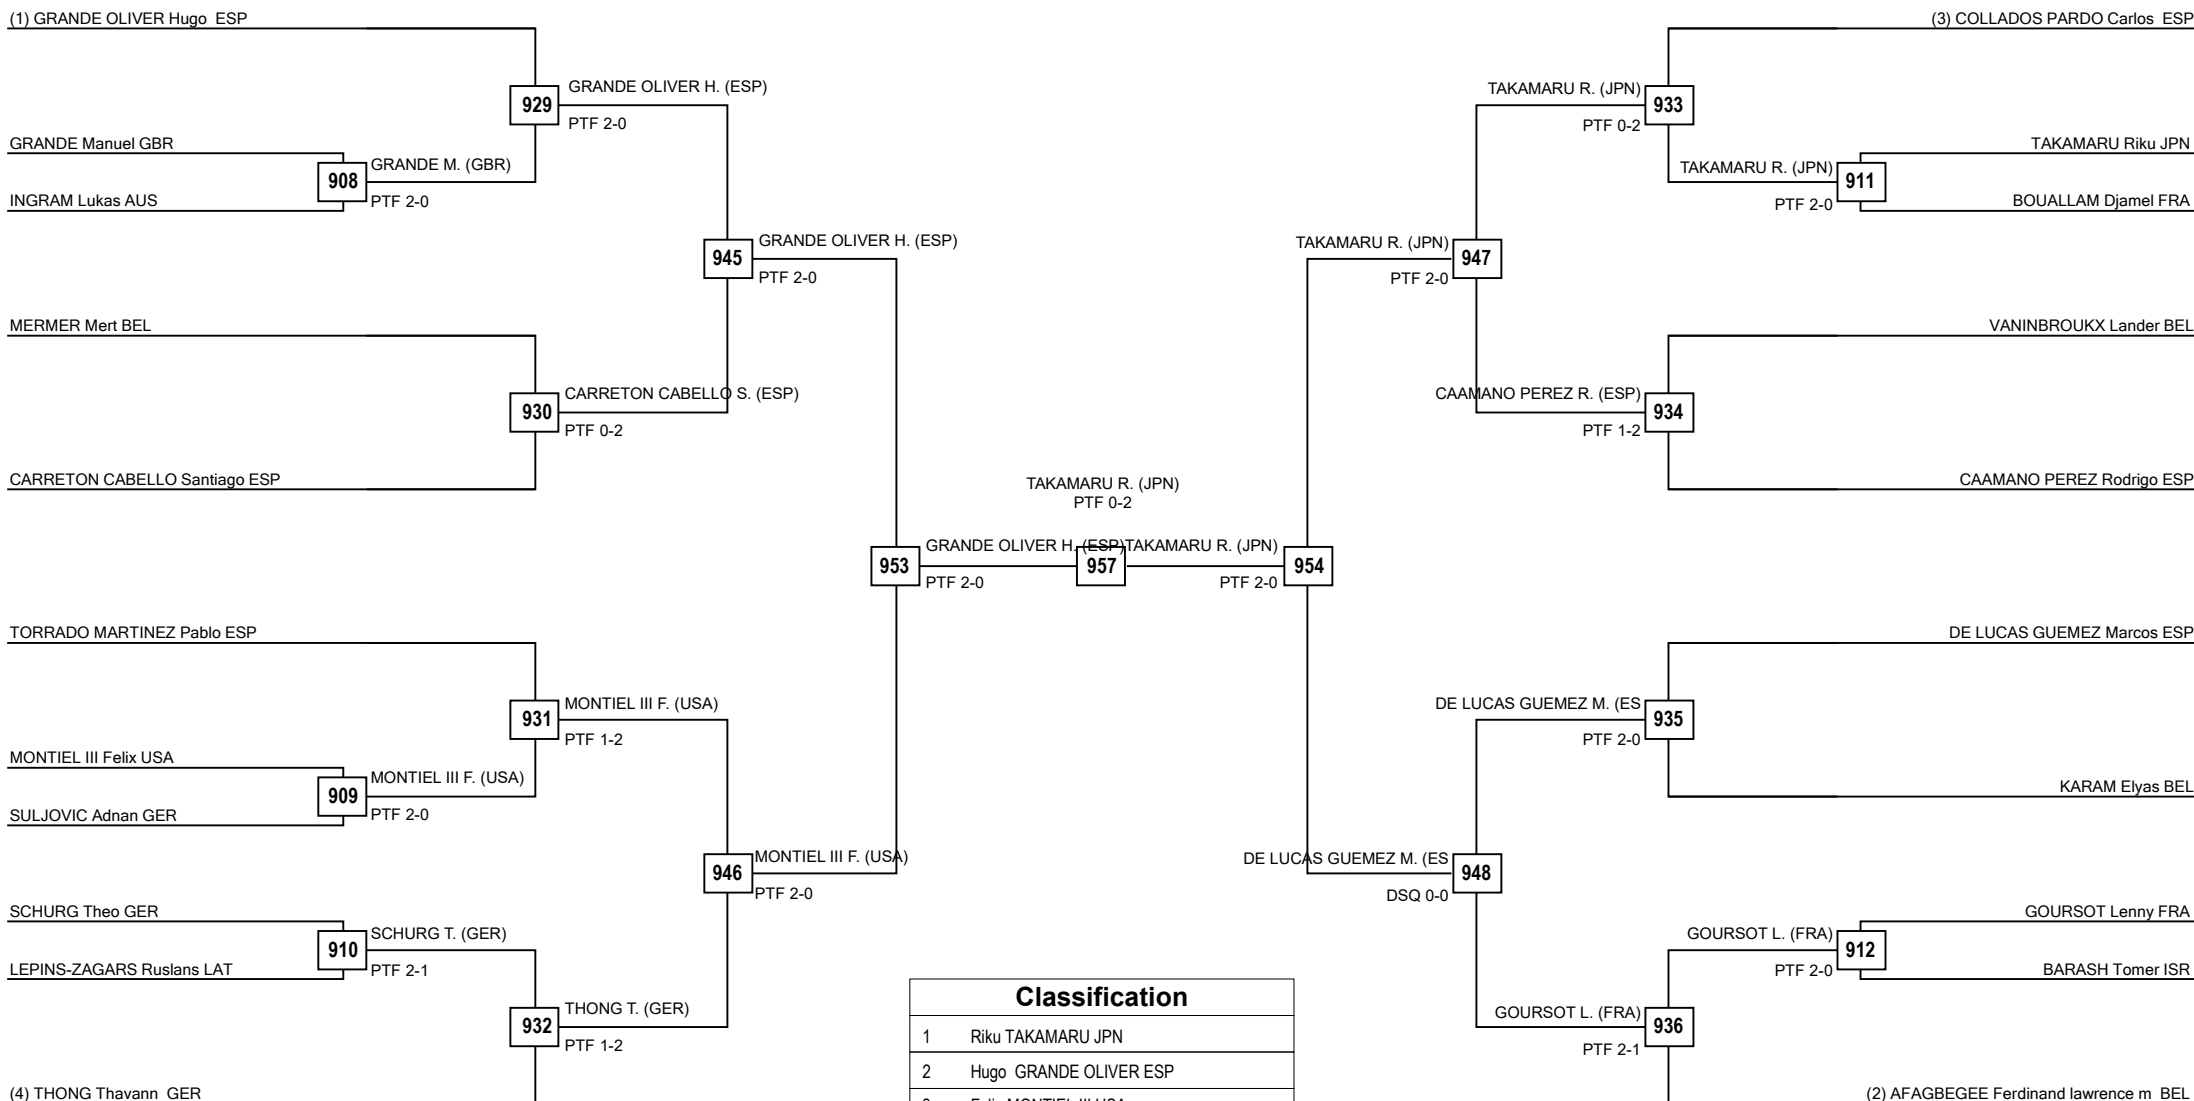 (1) GRANDE OLIVER Hugo  ESP
929
GRANDE OLIVER H. (ESP)
PTF 2-0
GRANDE Manuel GBR
908
GRANDE M. (GBR)
PTF 2-0
INGRAM Lukas AUS
945
GRANDE OLIVER H. (ESP)
PTF 2-0
MERMER Mert BEL
930
CARRETON CABELLO S. (ESP)
PTF 0-2
CARRETON CABELLO Santiago ESP
953
GRANDE OLIVER H. (ESP)
PTF 2-0
TORRADO MARTINEZ Pablo ESP
931
MONTIEL III F. (USA)
PTF 1-2
MONTIEL III Felix USA
909
MONTIEL III F. (USA)
PTF 2-0
SULJOVIC Adnan GER
946
MONTIEL III F. (USA)
PTF 2-0
SCHURG Theo GER
910
SCHURG T. (GER)
PTF 2-1
LEPINS-ZAGARS Ruslans LAT
932
THONG T. (GER)
PTF 1-2
(4) THONG Thavann  GER
TAKAMARU R. (JPN)
PTF 0-2
957
(3) COLLADOS PARDO Carlos  ESP
TAKAMARU R. (JPN)
933
PTF 0-2
TAKAMARU Riku JPN
TAKAMARU R. (JPN)
911
PTF 2-0
BOUALLAM Djamel FRA
TAKAMARU R. (JPN)
947
PTF 2-0
VANINBROUKX Lander BEL
CAAMANO PEREZ R. (ESP)
934
PTF 1-2
CAAMANO PEREZ Rodrigo ESP
TAKAMARU R. (JPN)
954
PTF 2-0
DE LUCAS GUEMEZ Marcos ESP
DE LUCAS GUEMEZ M. (ES
935
PTF 2-0
KARAM Elyas BEL
DE LUCAS GUEMEZ M. (ES
948
DSQ 0-0
GOURSOT Lenny FRA
GOURSOT L. (FRA)
912
PTF 2-0
BARASH Tomer ISR
GOURSOT L. (FRA)
936
PTF 2-1
(2) AFAGBEGEE Ferdinand lawrence m  BEL
Classification
1 Riku TAKAMARU JPN
2 Hugo  GRANDE OLIVER ESP